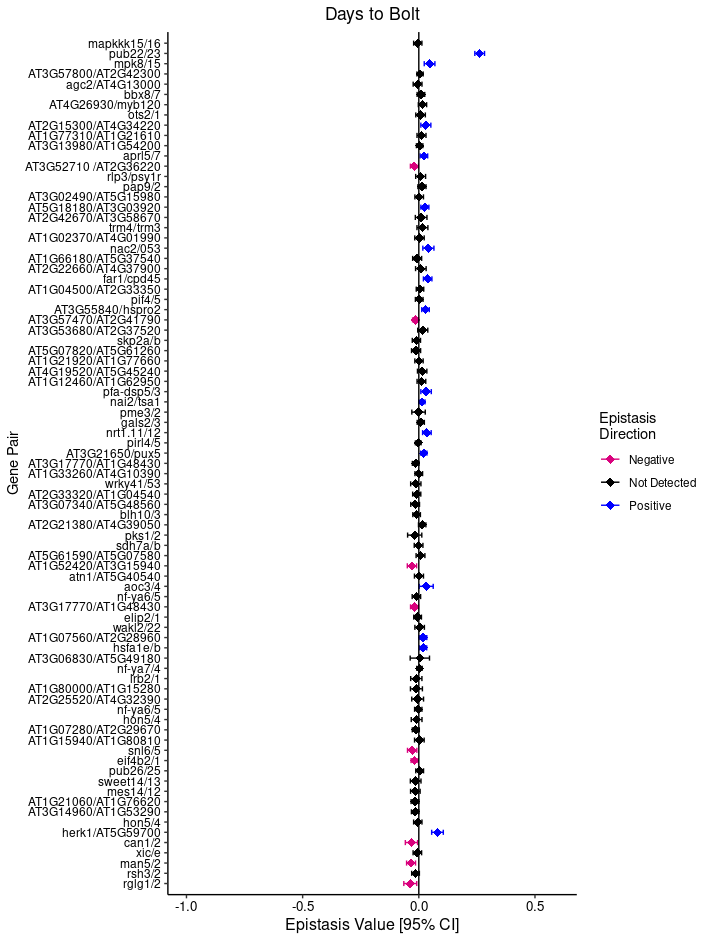 Days to Bolt
mapkkk15/16
pub22/23
mpk8/15
AT3G57800/AT2G42300
agc2/AT4G13000
bbx8/7
AT4G26930/myb120
ots2/1
AT2G15300/AT4G34220
AT1G77310/AT1G21610
AT3G13980/AT1G54200
aprl5/7
AT3G52710 /AT2G36220
rlp3/psy1r
pap9/2
AT3G02490/AT5G15980
AT5G18180/AT3G03920
AT2G42670/AT3G58670
trm4/trm3
AT1G02370/AT4G01990
nac2/053
AT1G66180/AT5G37540
AT2G22660/AT4G37900
far1/cpd45
AT1G04500/AT2G33350
pif4/5
AT3G55840/hspro2
AT3G57470/AT2G41790
AT3G53680/AT2G37520
skp2a/b
AT5G07820/AT5G61260
AT1G21920/AT1G77660
AT4G19520/AT5G45240
AT1G12460/AT1G62950
pfa-dsp5/3
nai2/tsa1
pme3/2
gals2/3
nrt1.11/12
pirl4/5
AT3G21650/pux5
AT3G17770/AT1G48430
AT1G33260/AT4G10390
wrky41/53
AT2G33320/AT1G04540
AT3G07340/AT5G48560
blh10/3
AT2G21380/AT4G39050
pks1/2
sdh7a/b
AT5G61590/AT5G07580
AT1G52420/AT3G15940
atn1/AT5G40540
aoc3/4
nf-ya6/5
AT3G17770/AT1G48430
elip2/1
wakl2/22
AT1G07560/AT2G28960
hsfa1e/b
AT3G06830/AT5G49180
nf-ya7/4
lrb2/1
AT1G80000/AT1G15280
AT2G25520/AT4G32390
nf-ya6/5
hon5/4
AT1G07280/AT2G29670
AT1G15940/AT1G80810
snl6/5
eif4b2/1
pub26/25
sweet14/13
mes14/12
AT1G21060/AT1G76620
AT3G14960/AT1G53290
hon5/4
herk1/AT5G59700
can1/2
xic/e
man5/2
rsh3/2
rglg1/2
Gene Pair
-1.0
-0.5
0.0
0.5
Epistasis Value [95% CI]
Epistasis
Direction
Negative
Not Detected
Positive